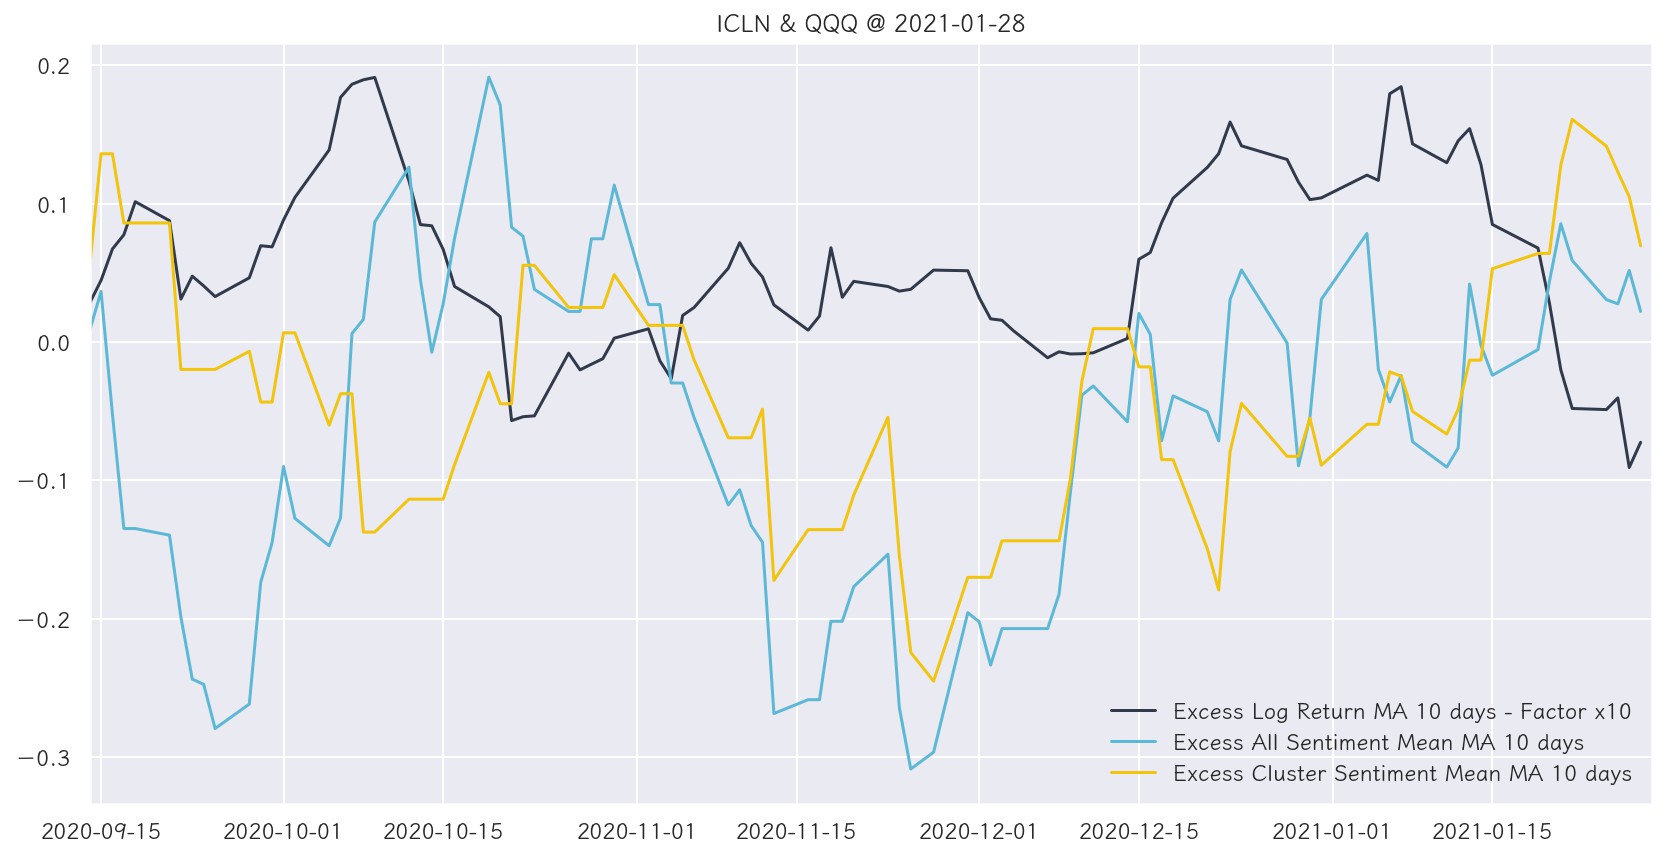 ICLN & QQQ @ 2021-01-28
0.2
0.1
0.0
−0.1
−0.2
−0.3
Excess Log Return MA 10 days - Factor x10
Excess All Sentiment Mean MA 10 days
Excess Cluster Sentiment Mean MA 10 days
2020-09-15 2020-10-01 2020-10-15 2020-11-01 2020-11-15 2020-12-01 2020-12-15 2021-01-01 2021-01-15